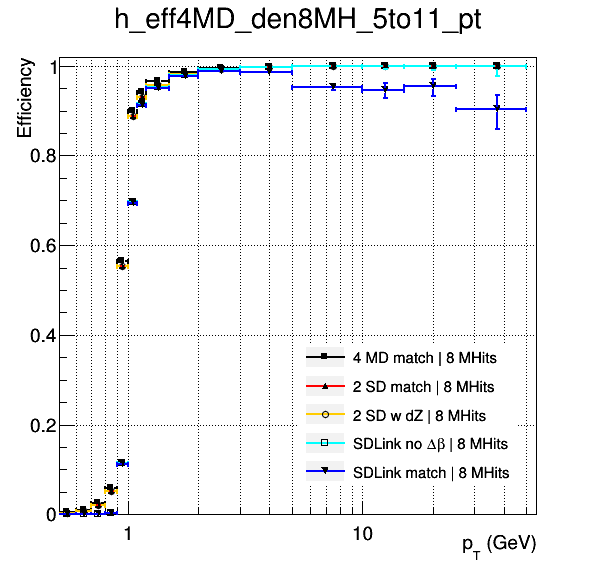 h_eff4MD_den8MH_5to11_pt
Efficiency
1
0.8
0.6
0.4
0.2
0
4 MD match | 8 MHits
2 SD match | 8 MHits
2 SD w dZ | 8 MHits
SDLink no Δβ | 8 MHits
SDLink match | 8 MHits
1
10
p_T (GeV)